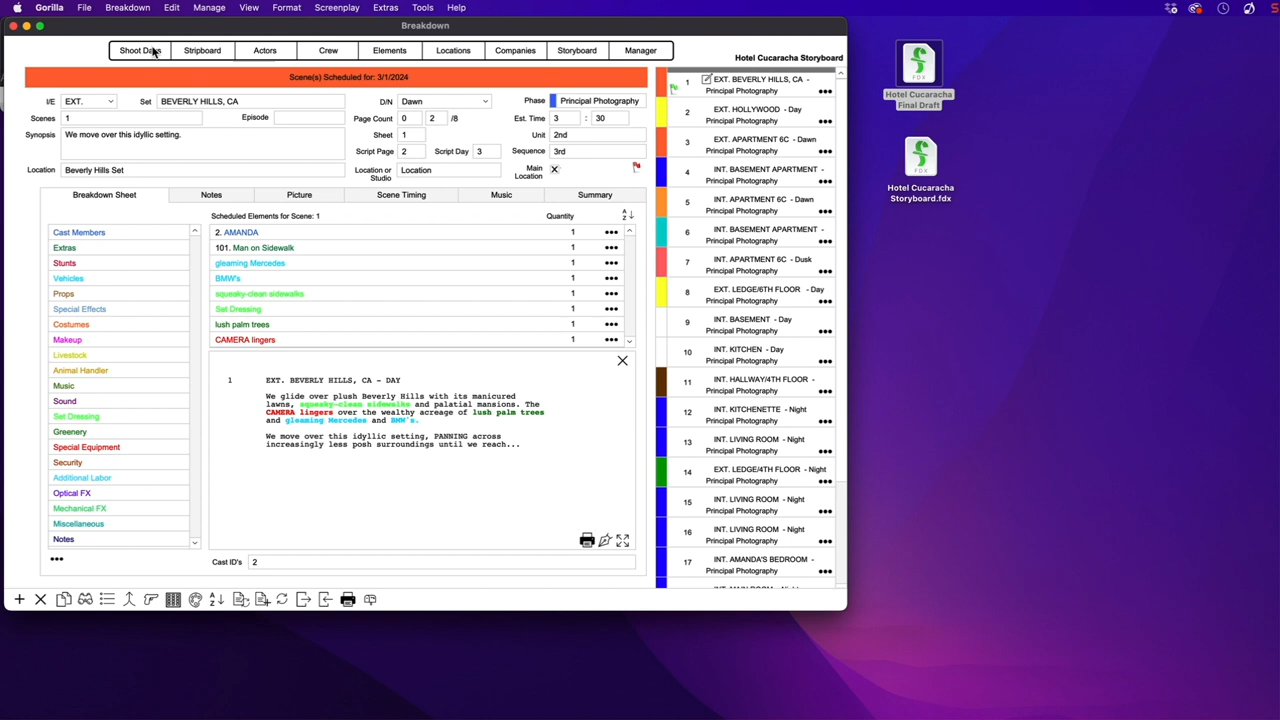 Gorilla File Breakdown Edit Manage View Format Screenplay Extras Tools Help
Breakdown
Shoot Days Stripboard Actors Crew Elements Locations Companies Storyboard Manager
Hotel Cucaracha Storyboard
Scene(s) Scheduled for: 3/1/2024
I/E EXT. Set BEVERLY HILLS, CA D/N Dawn Phase Principal Photography
Scenes 1 Episode Page Count 0 2 /8 Est. Time 3 : 30
Synopsis We move over this idyllic setting. Sheet 1 Unit 2nd
Script Page 2 Script Day 3 Sequence 3rd
Location Beverly Hills Set Location or Studio Location Main Location
Breakdown Sheet Notes Picture Scene Timing Music Summary
Scheduled Elements for Scene: 1 Quantity
Cast Members
Extras
Stunts
Vehicles
Props
Special Effects
Costumes
Makeup
Livestock
Animal Handler
Music
Sound
Set Dressing
Greenery
Special Equipment
Security
Additional Labor
Optical FX
Mechanical FX
Miscellaneous
Notes
2. AMANDA 1
101. Man on Sidewalk 1
gleaming Mercedes 1
BMW's 1
squeaky-clean sidewalks 1
Set Dressing 1
lush palm trees 1
CAMERA lingers 1
1 EXT. BEVERLY HILLS, CA - DAY
We glide over plush Beverly Hills with its manicured
lawns, squeaky-clean sidewalks and palatial mansions. The
CAMERA lingers over the wealthy acreage of lush palm trees
and gleaming Mercedes and BMW's.
We move over this idyllic setting, PANNING across
increasingly less posh surroundings until we reach...
Cast ID's 2
1 EXT. BEVERLY HILLS, CA -
Principal Photography
2 EXT. HOLLYWOOD - Day
Principal Photography
3 EXT. APARTMENT 6C - Dawn
Principal Photography
4 INT. BASEMENT APARTMENT -
Principal Photography
5 INT. APARTMENT 6C - Dawn
Principal Photography
6 INT. BASEMENT APARTMENT -
Principal Photography
7 INT. APARTMENT 6C - Dusk
Principal Photography
8 EXT. LEDGE/6TH FLOOR - Day
Principal Photography
9 INT. BASEMENT - Day
Principal Photography
10 INT. KITCHEN - Day
Principal Photography
11 INT. HALLWAY/4TH FLOOR -
Principal Photography
12 INT. KITCHENETTE - Night
Principal Photography
13 INT. LIVING ROOM - Night
Principal Photography
14 EXT. LEDGE/4TH FLOOR - Night
Principal Photography
15 INT. LIVING ROOM - Night
Principal Photography
16 INT. LIVING ROOM - Night
Principal Photography
17 INT. AMANDA'S BEDROOM -
Principal Photography
FDX
Hotel Cucaracha
Final Draft
FDX
Hotel Cucaracha
Storyboard.fdx